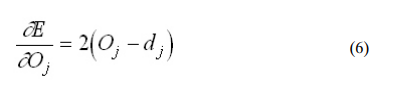 ∂E/∂O_j = 2(O_j − d_j) (6)